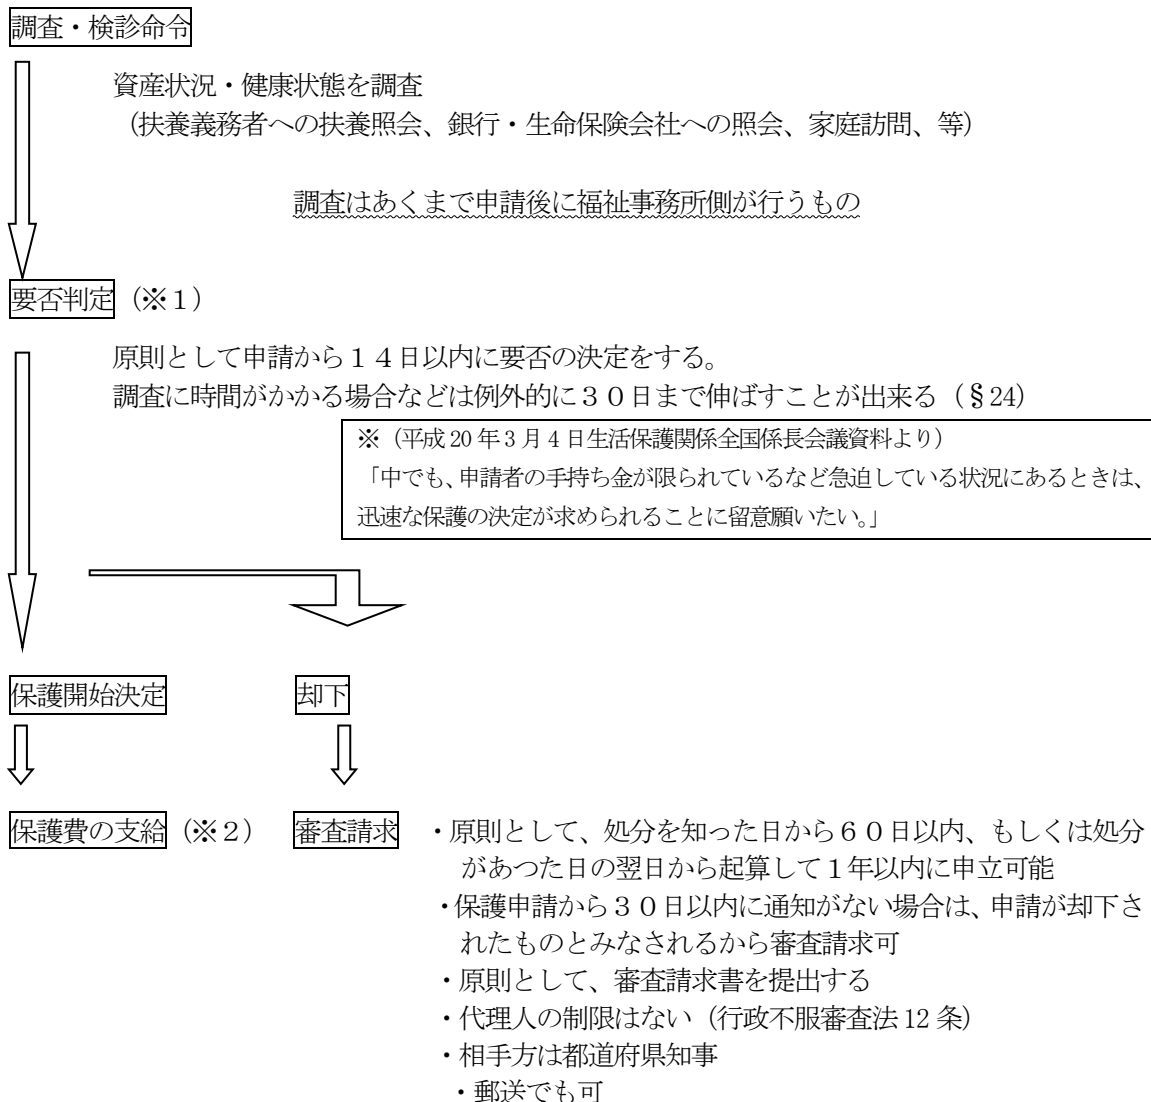 調査・検診命令
資産状況・健康状態を調査
（扶養義務者への扶養照会、銀行・生命保険会社への照会、家庭訪問、等）
調査はあくまで申請後に福祉事務所側が行うもの
要否判定（※１）
原則として申請から１４日以内に要否の決定をする。
調査に時間がかかる場合などは例外的に３０日まで伸ばすことが出来る（§24）
※（平成 20 年 3 月 4 日生活保護関係全国係長会議資料より）
「中でも、申請者の手持ち金が限られているなど急迫している状況にあるときは、
迅速な保護の決定が求められることに留意願いたい。」
保護開始決定 却下
保護費の支給（※２） 審査請求 ・原則として、処分を知った日から６０日以内、もしくは処分
があつた日の翌日から起算して１年以内に申立可能
・保護申請から３０日以内に通知がない場合は、申請が却下さ
れたものとみなされるから審査請求可
・原則として、審査請求書を提出する
・代理人の制限はない（行政不服審査法 12 条）
・相手方は都道府県知事
・郵送でも可